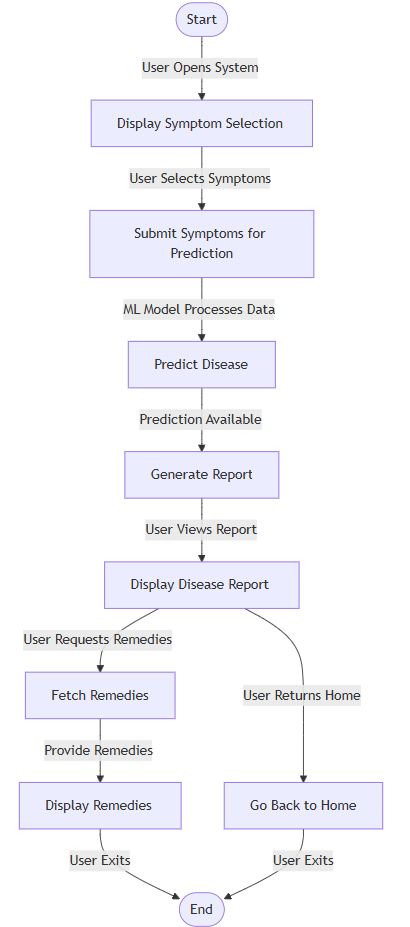 Start
User Opens System
Display Symptom Selection
User Selects Symptoms
Submit Symptoms for
Prediction
ML Model Processes Data
Predict Disease
Prediction Available
Generate Report
User Views Report
Display Disease Report
User Requests Remedies
Fetch Remedies
User Returns Home
Provide Remedies
Display Remedies
Go Back to Home
User Exits
User Exits
End